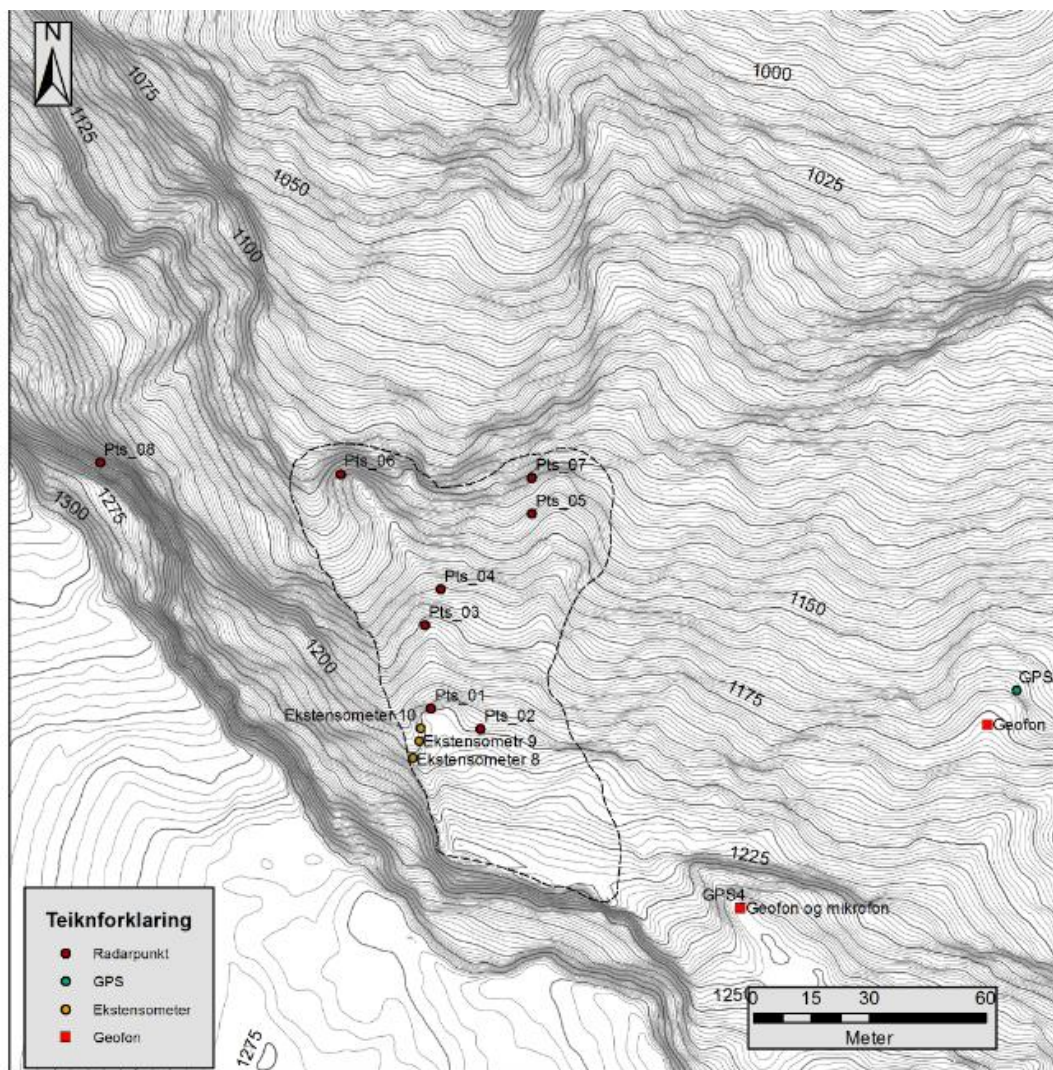 N
1075
1125
1000
1050
1025
1100
Pts_08
Pts_06
Pts_07
1300
1275
Pts_05
Pts_04
1150
Pts_03
1200
1175
GPS
Pts_01
Ekstensometer 10
Pts_02
Geofon
Ekstensometr 9
Ekstensometer 8
1225
GPS4
Geofon og mikrofon
Teiknforklaring
Radarpunkt
GPS
Ekstensometer
Geofon
1250
0 15 30 60
Meter
1275